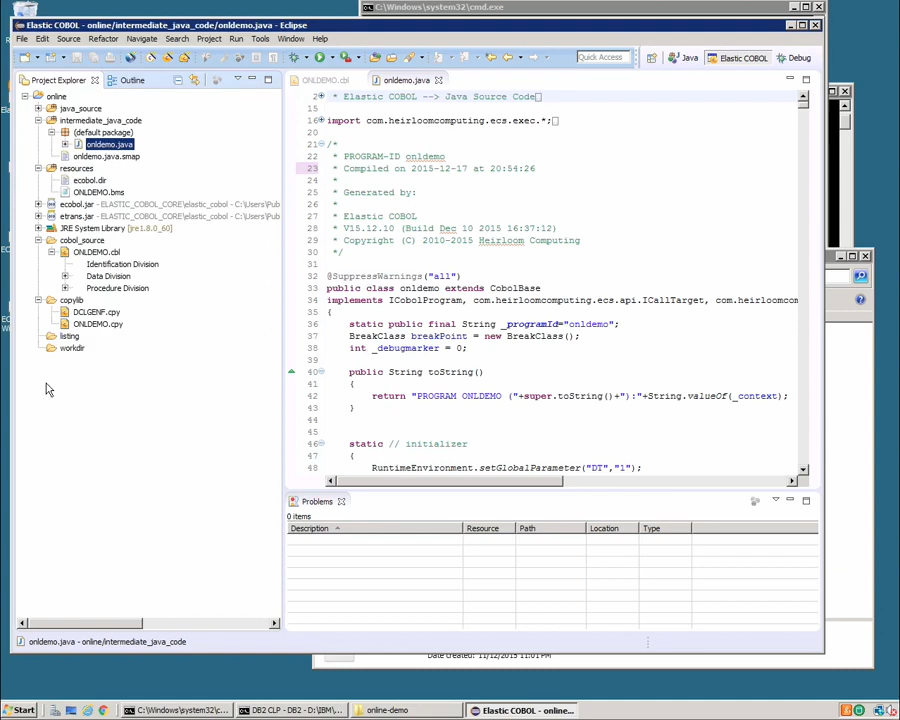 C:\Windows\system32\cmd.exe
Elastic COBOL - online/intermediate_java_code/onldemo.java - Eclipse
File Edit Source Refactor Navigate Search Project Run Tools Window Help
Quick Access Java Elastic COBOL Debug
Project Explorer Outline
ONLDEMO.cbl onldemo.java
online
java_source
intermediate_java_code
(default package)
onldemo.java
onldemo.java.smap
resources
ecobol.dir
ONLDEMO.bms
ecobol.jar - ELASTIC_COBOL_CORE\elastic_cobol - C:\Users\Pub
etrans.jar - ELASTIC_COBOL_CORE\elastic_cobol - C:\Users\Pub
JRE System Library [jre1.8.0_60]
cobol_source
ONLDEMO.cbl
Identification Division
Data Division
Procedure Division
copylib
DCLGENF.cpy
ONLDEMO.cpy
listing
workdir
2 * Elastic COBOL --> Java Source Code
15
16 import com.heirloomcomputing.ecs.exec.*;
20
21 /*
22 * PROGRAM-ID onldemo
23 * Compiled on 2015-12-17 at 20:54:26
24 *
25 * Generated by:
26 *
27 * Elastic COBOL
28 * V15.12.10 (Build Dec 10 2015 16:37:12)
29 * Copyright (C) 2010-2015 Heirloom Computing
30 */
31
32 @SuppressWarnings("all")
33 public class onldemo extends CobolBase
34 implements ICobolProgram, com.heirloomcomputing.ecs.api.ICallTarget, com.heirloomcom
35
36 static public final String _programId="onldemo";
37 BreakClass breakPoint = new BreakClass();
38 int _debugmarker = 0;
39
40 public String toString()
41 {
42 return "PROGRAM ONLDEMO ("+super.toString()+"):"+String.valueOf(_context);
43 }
44
45
46 static // initializer
47 {
48 RuntimeEnvironment.setGlobalParameter("DT","1");
Problems
0 items
Description Resource Path Location Type
onldemo.java - online/intermediate_java_code
Date created: 11/12/2015 11:01 PM
Start C:\Windows\system32\c... DB2 CLP - DB2 - D:\IBM\... online-demo Elastic COBOL - online...